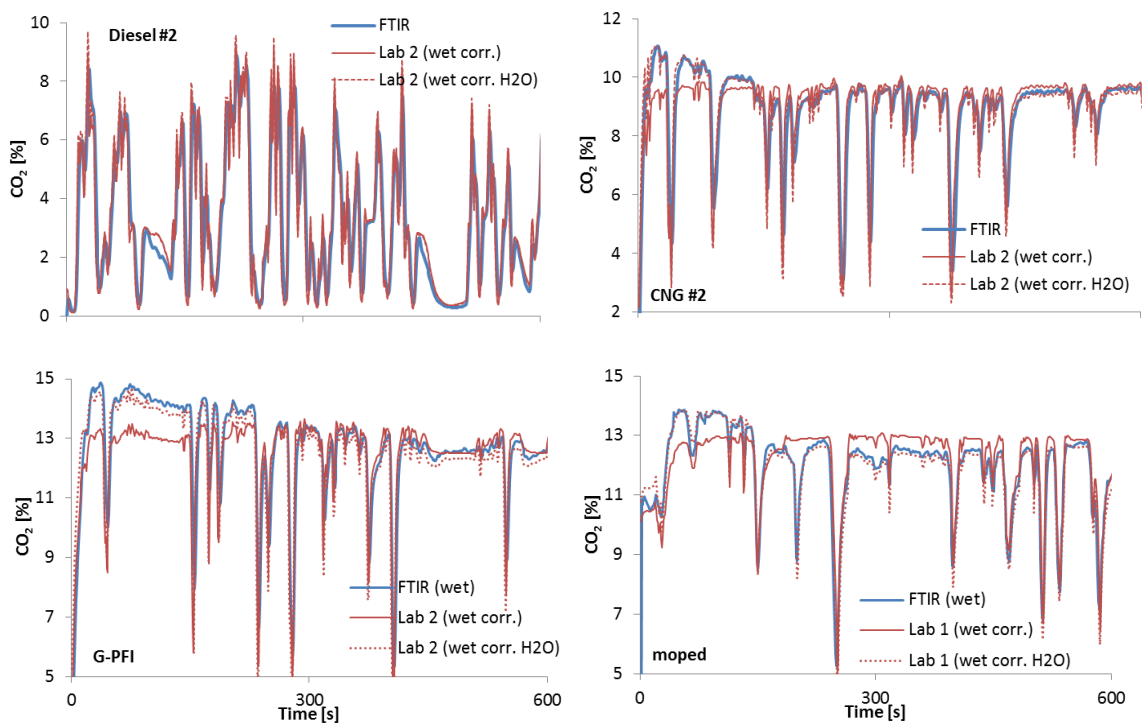 Diesel #2
FTIR
Lab 2 (wet corr.)
Lab 2 (wet corr. H2O)
CO2 [%]
10
8
6
4
2
0
FTIR
Lab 2 (wet corr.)
Lab 2 (wet corr. H2O)
CNG #2
CO2 [%]
12
10
8
6
4
2
FTIR (wet)
Lab 2 (wet corr.)
Lab 2 (wet corr. H2O)
G-PFI
CO2 [%]
15
13
11
9
7
5
0
300
600
Time [s]
FTIR (wet)
Lab 1 (wet corr.)
Lab 1 (wet corr. H2O)
moped
CO2 [%]
15
13
11
9
7
5
0
300
600
Time [s]